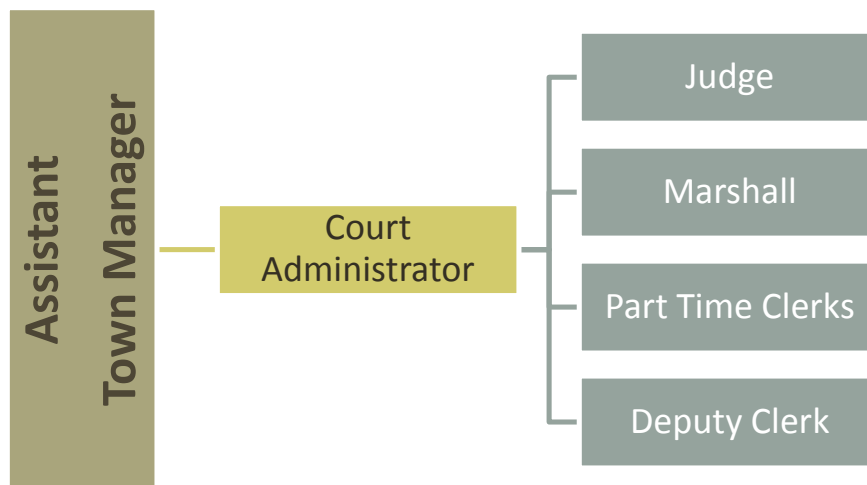 Assistant
Town Manager
Court
Administrator
Judge
Marshall
Part Time Clerks
Deputy Clerk